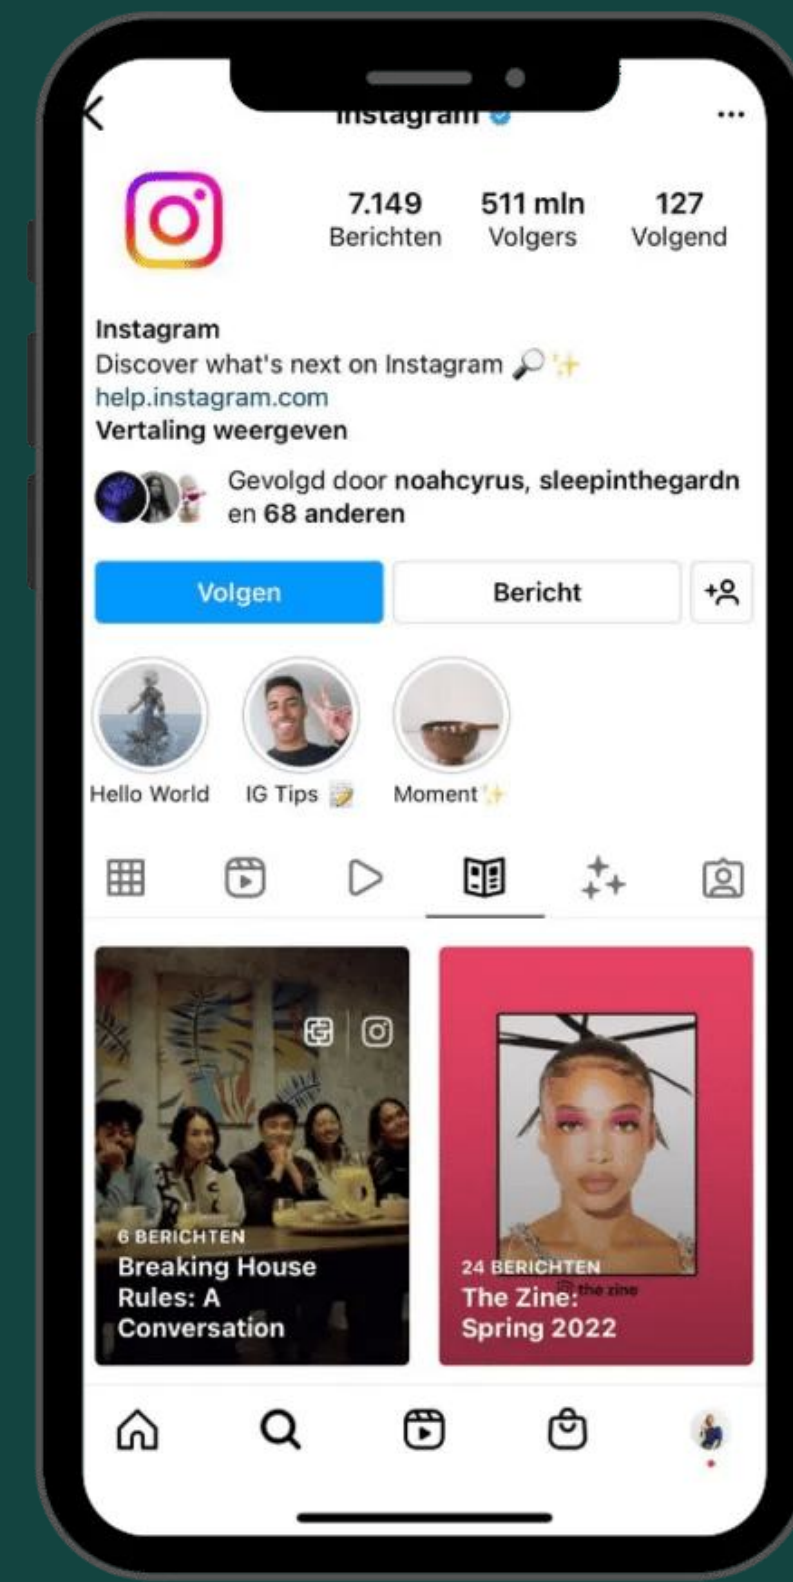 Instagram
7.149 511 mln 127
Berichten Volgers Volgend
Instagram
Discover what's next on Instagram 🔎✨
help.instagram.com
Vertaling weergeven
Gevolgd door noahcyrus, sleepinthegardn
en 68 anderen
Volgen Bericht
Hello World IG Tips 📝 Moment✨
6 BERICHTEN
Breaking House
Rules: A
Conversation
the zine
24 BERICHTEN
The Zine:
Spring 2022